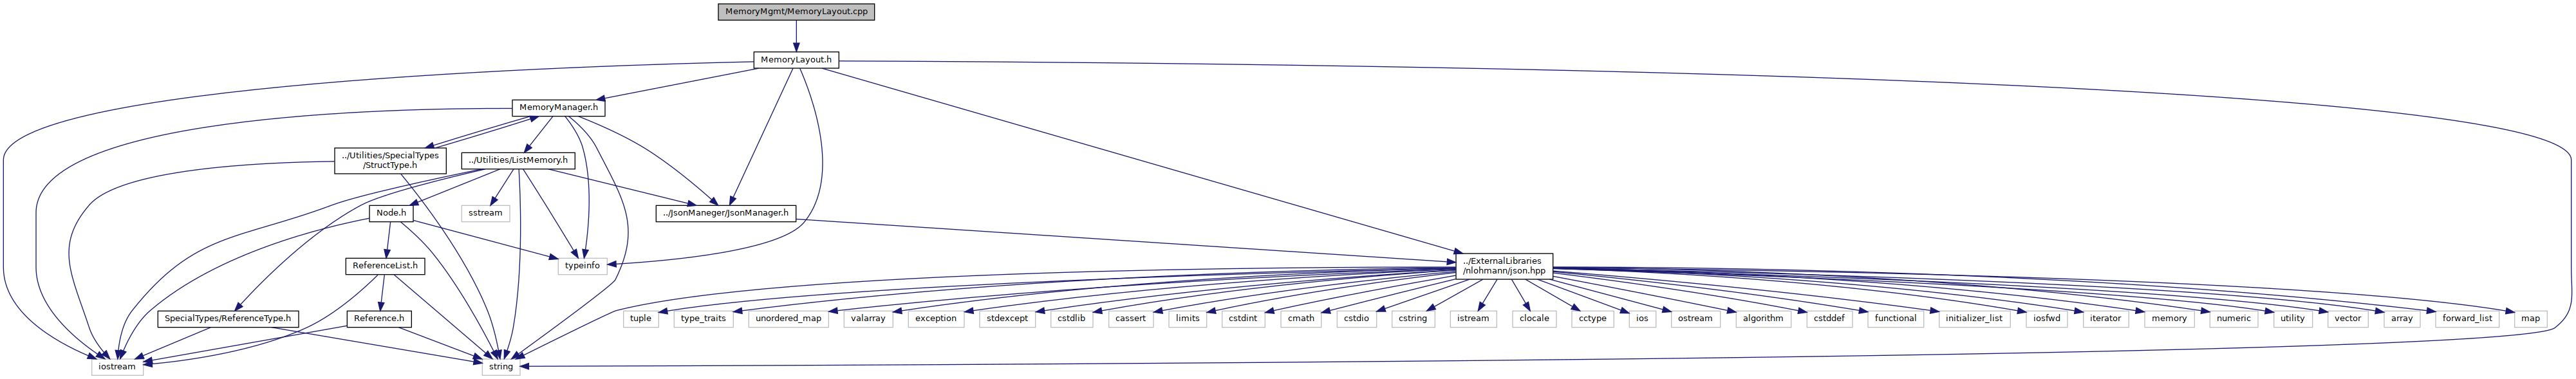 MemoryMgmt/MemoryLayout.cpp
MemoryLayout.h
MemoryManager.h
../Utilities/SpecialTypes
/StructType.h
../Utilities/ListMemory.h
Node.h
sstream
../JsonManeger/JsonManager.h
ReferenceList.h
typeinfo
../ExternalLibraries
/nlohmann/json.hpp
SpecialTypes/ReferenceType.h
Reference.h
tuple
type_traits
unordered_map
valarray
exception
stdexcept
cstdlib
cassert
limits
cstdint
cmath
cstdio
cstring
istream
clocale
cctype
ios
ostream
algorithm
cstddef
functional
initializer_list
iosfwd
iterator
memory
numeric
utility
vector
array
forward_list
map
iostream
string